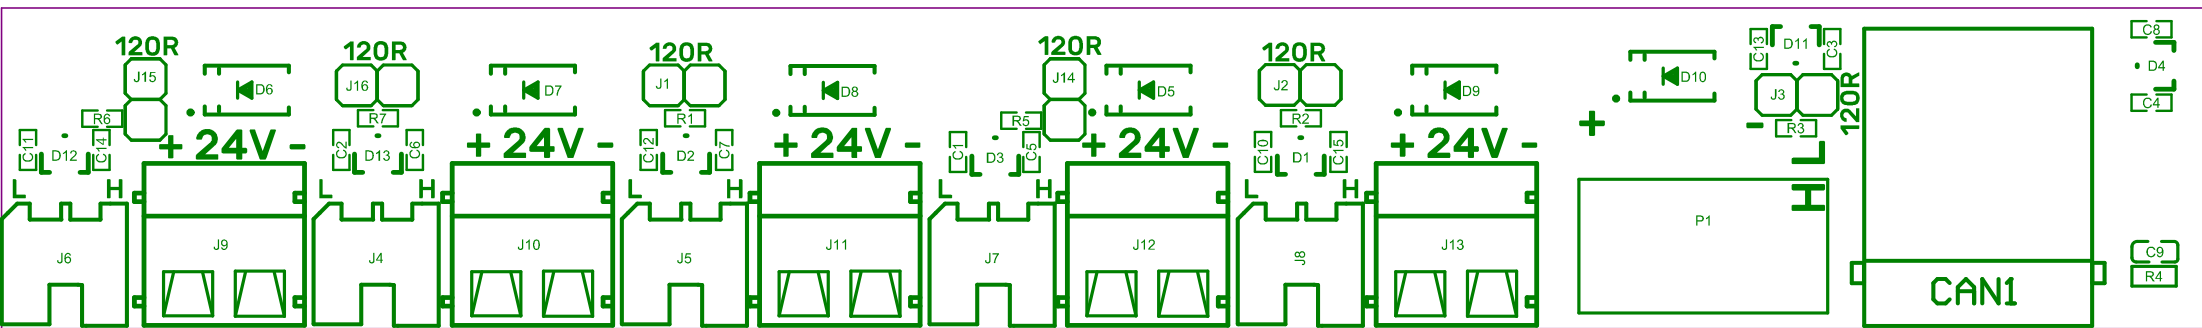 120R
J15
R6
C11
D12
C14
L
H
J6
D6
+ 24V -
J9
120R
J16
R7
C2
D13
C6
L
H
J4
D7
+ 24V -
J10
120R
J1
R1
C12
D2
C7
L
H
J5
D8
+ 24V -
J11
120R
J14
R5
C1
D3
C5
L
H
J7
D5
+ 24V -
J12
120R
J2
R2
C10
D1
C15
L
H
J8
D9
+ 24V -
J13
D10
+ -
C13
D11
C3
J3
120R
R3
L
H
P1
CAN1
C8
D4
C4
C9
R4